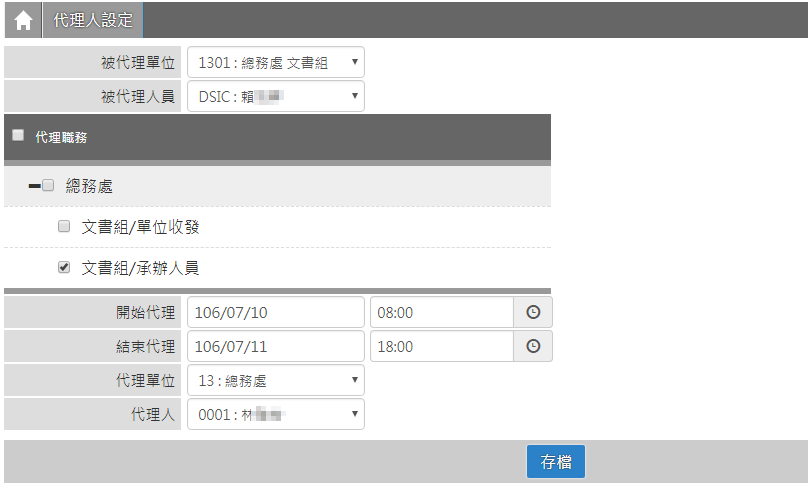 代理人設定
被代理單位 1301 : 總務處 文書組
被代理人員 DSIC : 賴
代理職務
總務處
文書組/單位收發
文書組/承辦人員
開始代理 106/07/10 08:00
結束代理 106/07/11 18:00
代理單位 13 : 總務處
代理人 0001 : 林
存檔